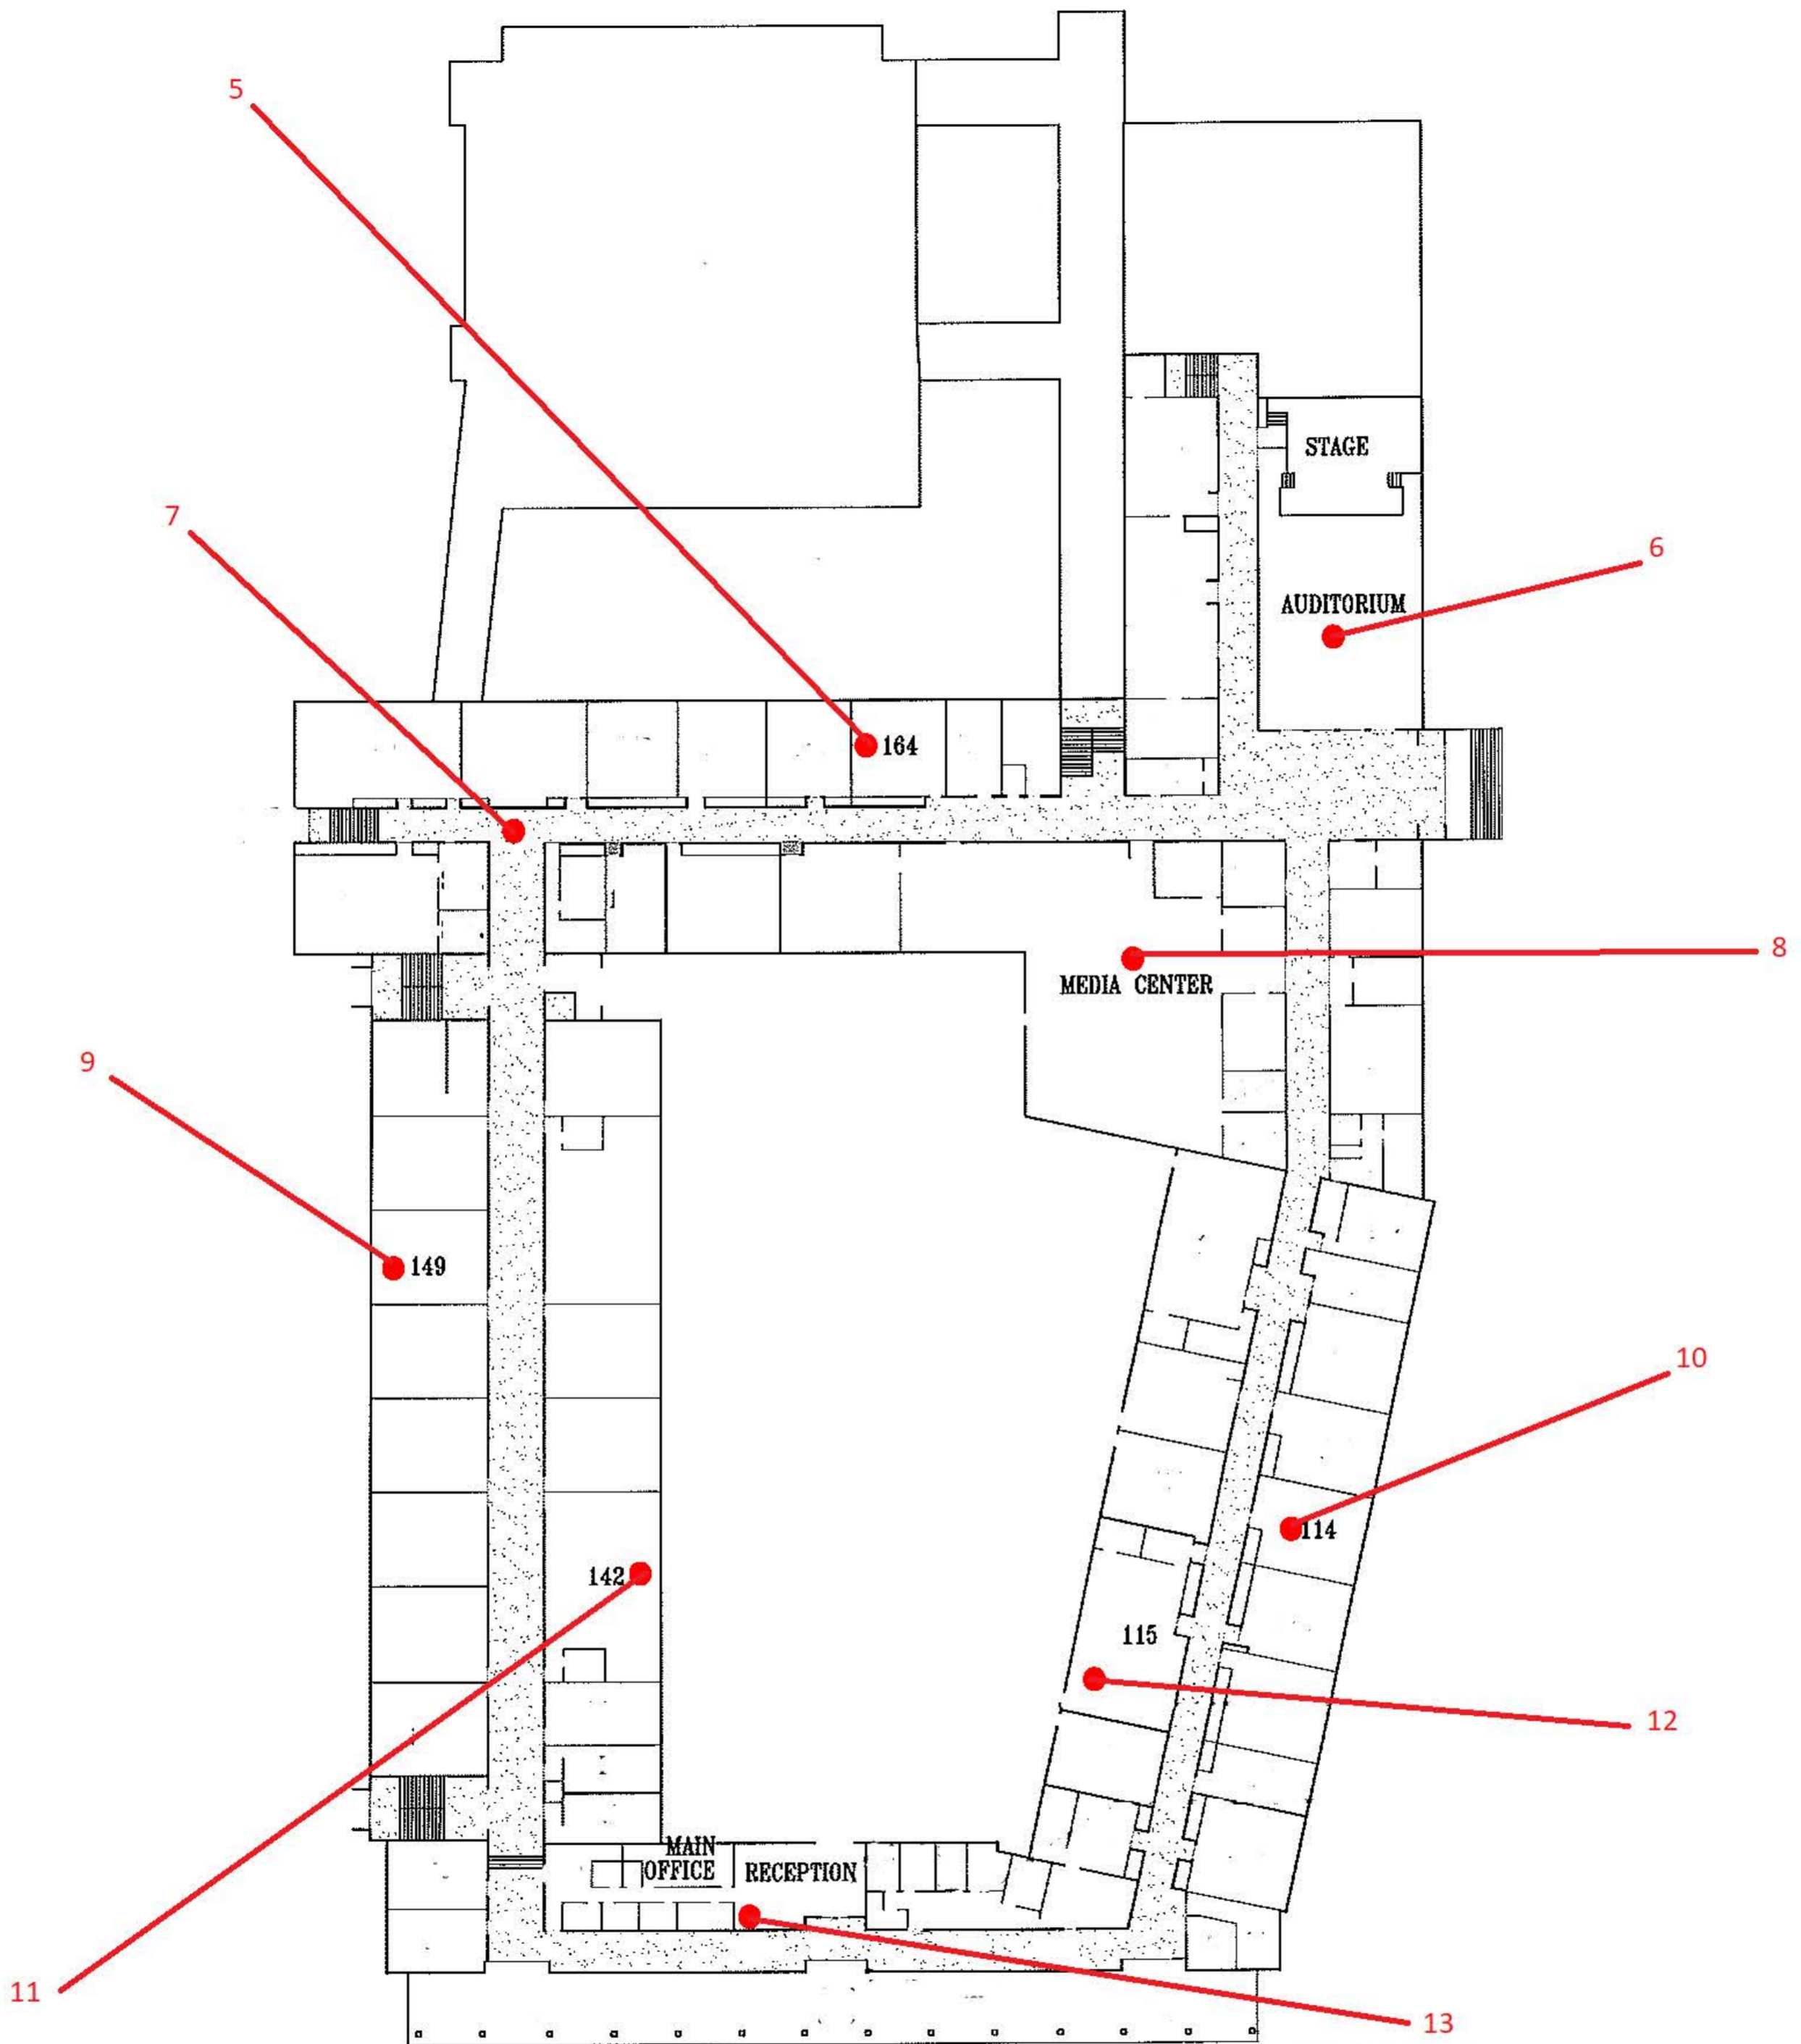 5
STAGE
7
6
AUDITORIUM
164
8
MEDIA CENTER
9
149
10
114
142
115
12
MAIN
OFFICE
RECEPTION
11
13